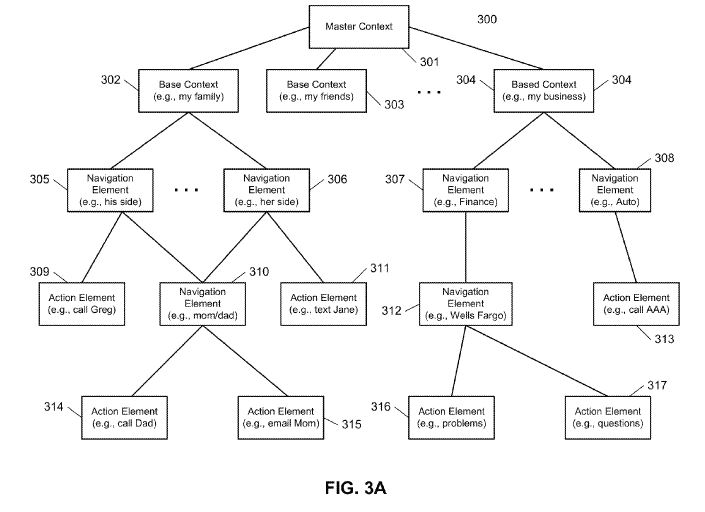 300
Master Context
301
302
Base Context
(e.g., my family)
Base Context
(e.g., my friends)
303
. . .
304
Based Context
(e.g., my business)
304
305
Navigation
Element
(e.g., his side)
. . .
Navigation
Element
(e.g., her side)
306
307
Navigation
Element
(e.g., Finance)
. . .
308
Navigation
Element
(e.g., Auto)
309
Action Element
(e.g., call Greg)
310
Navigation
Element
(e.g., mom/dad)
311
Action Element
(e.g., text Jane)
312
Navigation
Element
(e.g., Wells Fargo)
Action Element
(e.g., call AAA)
313
314
Action Element
(e.g., call Dad)
Action Element
(e.g., email Mom)
315
316
Action Element
(e.g., problems)
317
Action Element
(e.g., questions)
FIG. 3A